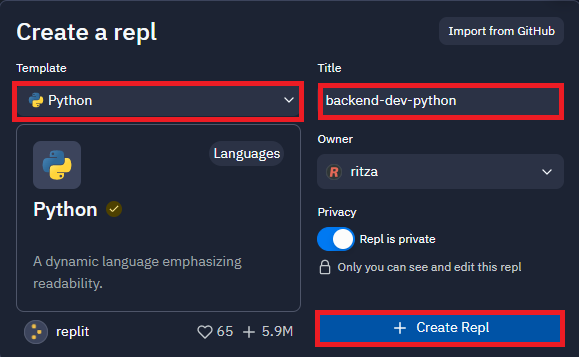 Create a repl
Import from GitHub
Template
Python
Languages
Python
A dynamic language emphasizing
readability.
replit
65
5.9M
Title
backend-dev-python
Owner
R
ritza
Privacy
Repl is private
Only you can see and edit this repl
+ Create Repl